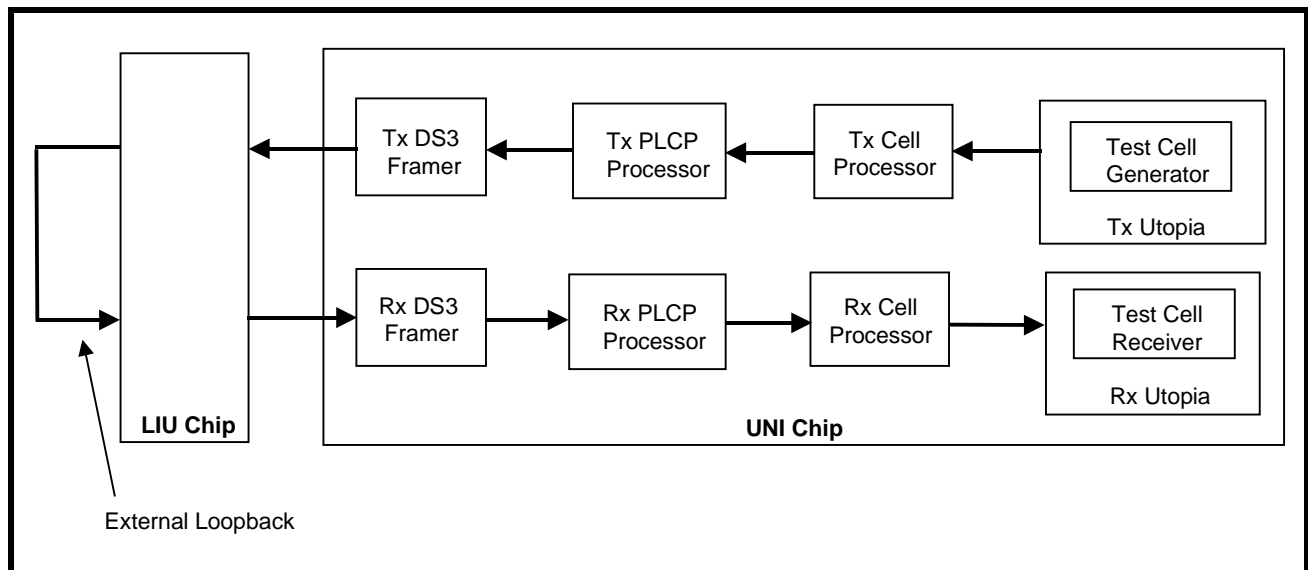 Tx DS3
Framer
Tx PLCP
Processor
Tx Cell
Processor
Test Cell
Generator
Tx Utopia
Rx DS3
Framer
Rx PLCP
Processor
Rx Cell
Processor
Test Cell
Receiver
Rx Utopia
LIU Chip
UNI Chip
External Loopback